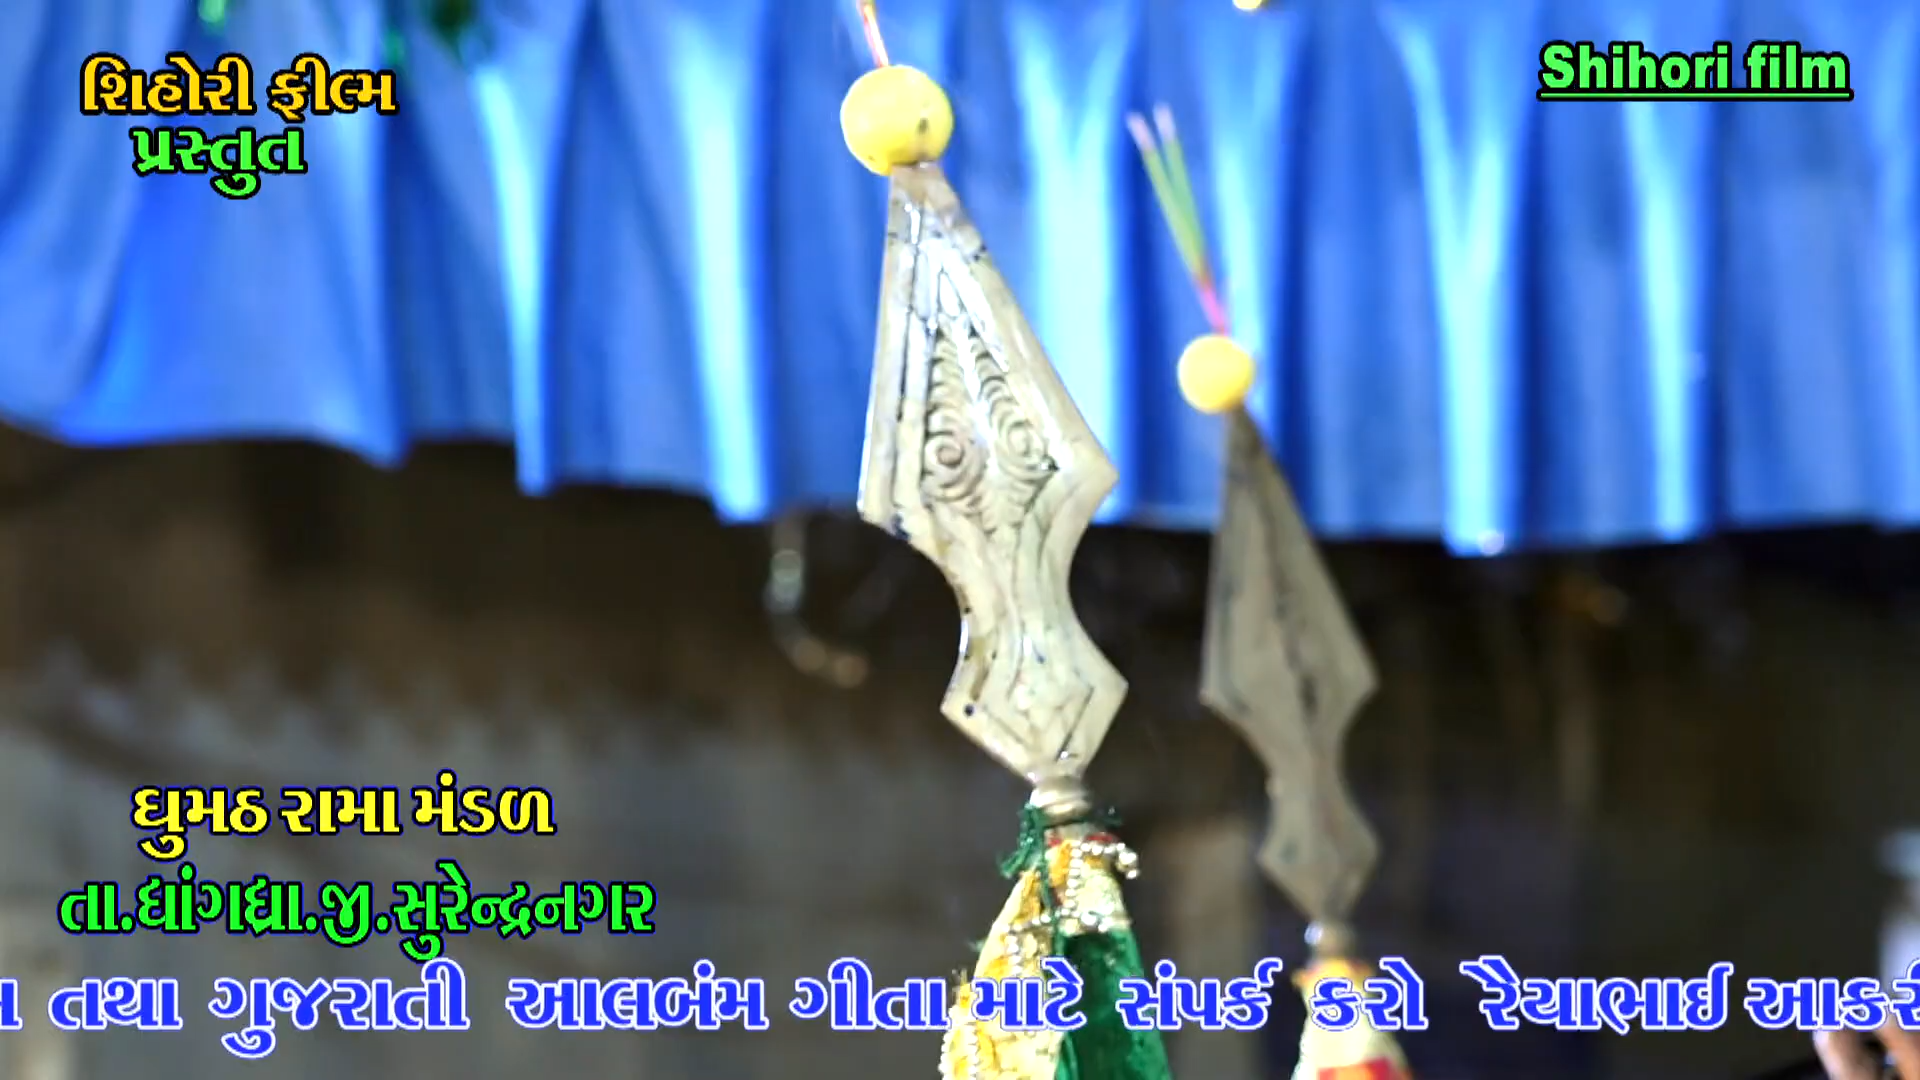 શિહોરી ફીલ્મ
પ્રસ્તુત
Shihori film
ઘુમઠ રામા મંડળ
તા.ધ્રાંગધ્રા.જી.સુરેન્દ્રનગર
તથા ગુજરાતી આલબંમ ગીતા માટે સંપર્ક કરો રૈયાભાઈ